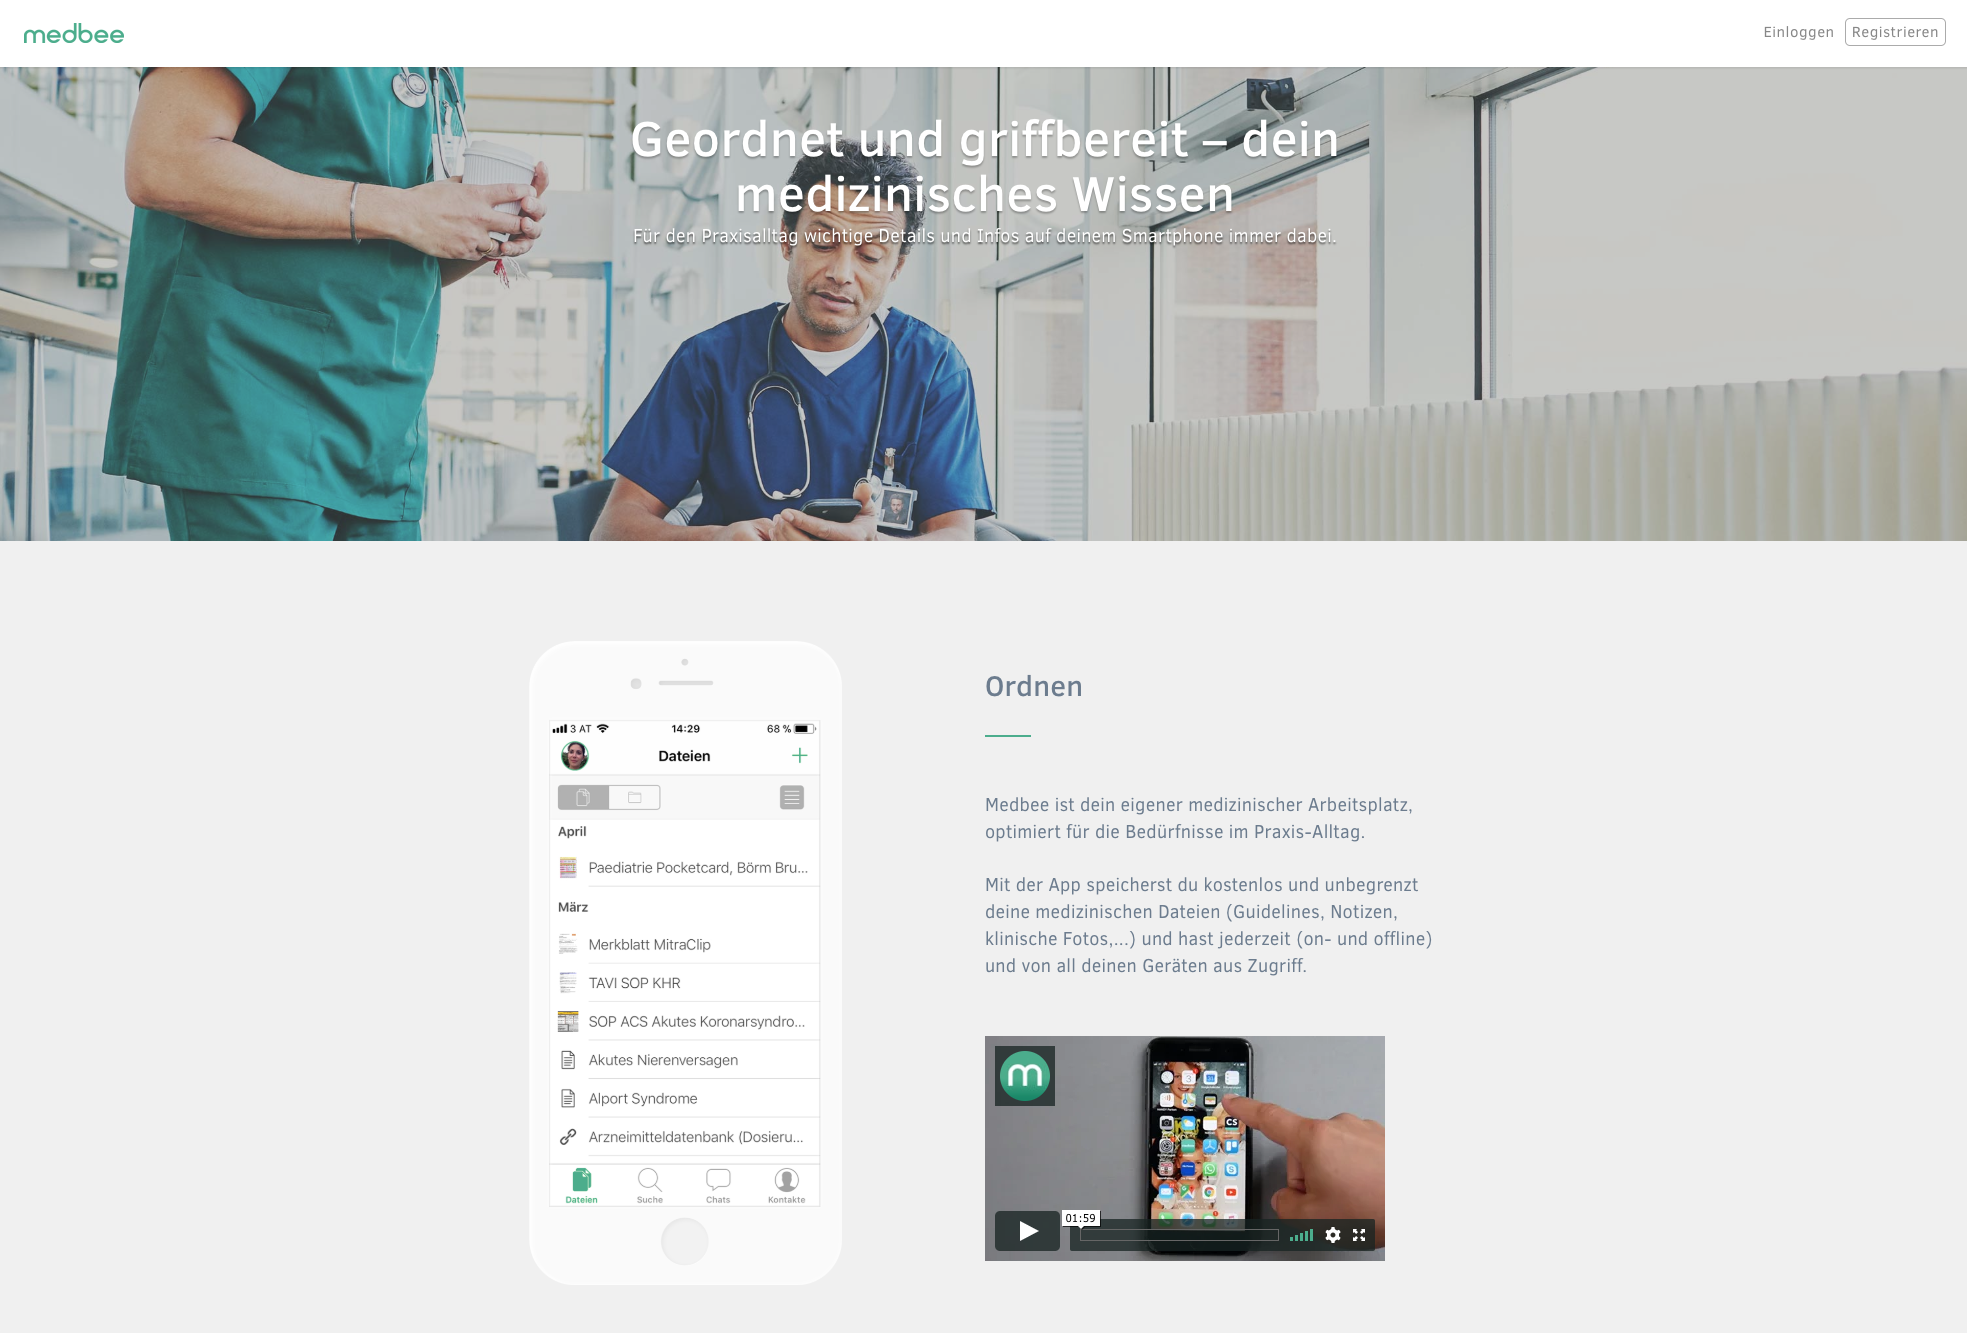 medbee
Einloggen
Registrieren
Geordnet und griffbereit – dein
medizinisches Wissen
Für den Praxisalltag wichtige Details und Infos auf deinem Smartphone immer dabei.
3 AT
14:29
68 %
Dateien
April
Paediatrie Pocketcard, Börm Bru...
März
Merkblatt MitraClip
TAVI SOP KHR
SOP ACS Akutes Koronarsyndro...
Akutes Nierenversagen
Alport Syndrome
Arzneimitteldatenbank (Dosieru...
Dateien
Suche
Chats
Kontakte
Ordnen
Medbee ist dein eigener medizinischer Arbeitsplatz,
optimiert für die Bedürfnisse im Praxis-Alltag.
Mit der App speicherst du kostenlos und unbegrenzt
deine medizinischen Dateien (Guidelines, Notizen,
klinische Fotos,...) und hast jederzeit (on- und offline)
und von all deinen Geräten aus Zugriff.
m
CS
01:59